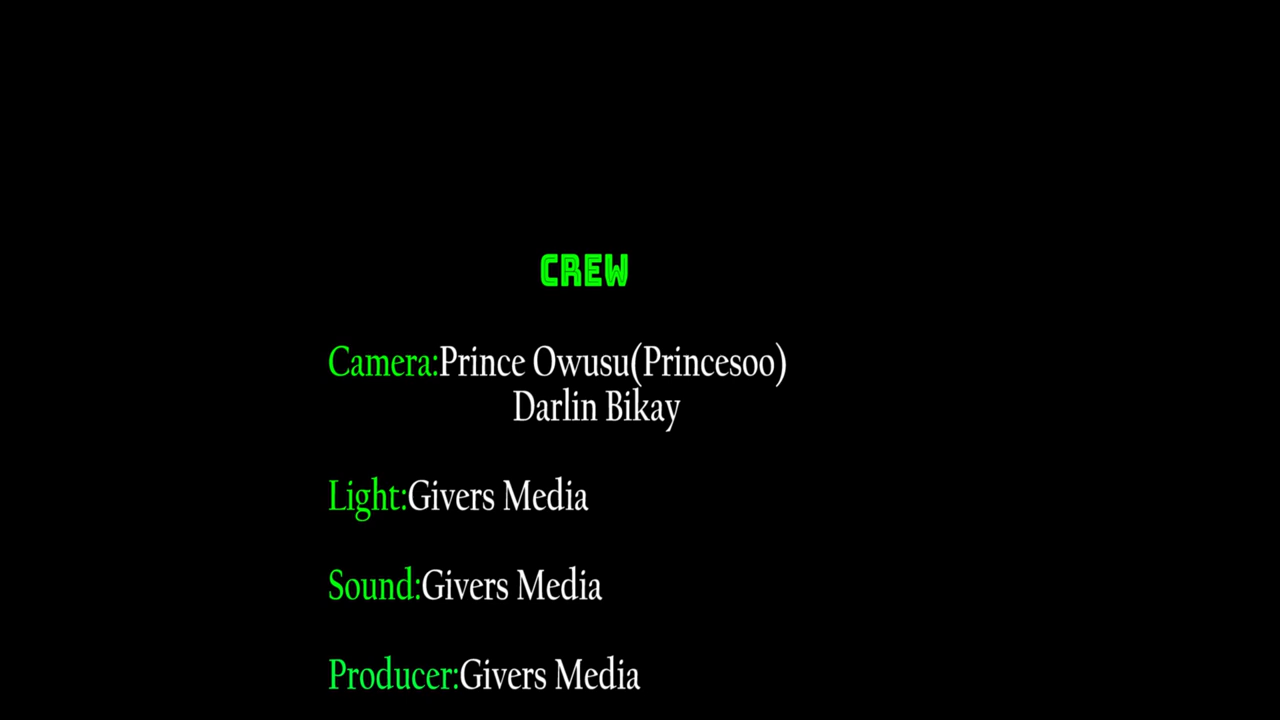 CREW
Camera:Prince Owusu(Princesoo)
Darlin Bikay
Light:Givers Media
Sound:Givers Media
Producer:Givers Media